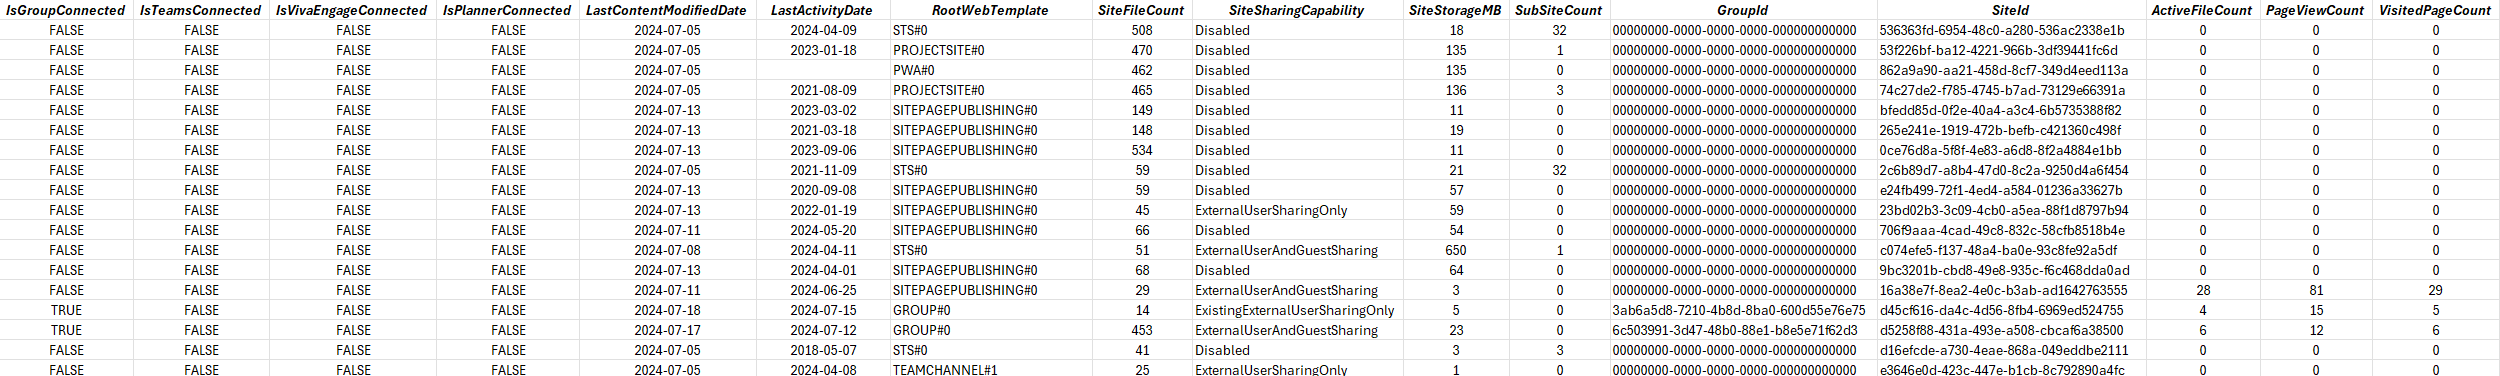 IsGroupConnected IsTeamsConnected IsVivaEngageConnected IsPlannerConnected LastContentModifiedDate LastActivityDate RootWebTemplate SiteFileCount SiteSharingCapability SiteStorageMB SubSiteCount GroupId SiteId ActiveFileCount PageViewCount VisitedPageCount
FALSE FALSE FALSE FALSE 2024-07-05 2024-04-09 STS#0 508 Disabled 18 32 00000000-0000-0000-0000-000000000000 536363fd-6954-48c0-a280-536ac2338e1b 0 0 0
FALSE FALSE FALSE FALSE 2024-07-05 2023-01-18 PROJECTSITE#0 470 Disabled 135 1 00000000-0000-0000-0000-000000000000 53f226bf-ba12-4221-966b-3df39441fc6d 0 0 0
FALSE FALSE FALSE FALSE 2024-07-05 PWA#0 462 Disabled 135 0 00000000-0000-0000-0000-000000000000 862a9a90-aa21-458d-8cf7-349d4eed113a 0 0 0
FALSE FALSE FALSE FALSE 2024-07-05 2021-08-09 PROJECTSITE#0 465 Disabled 136 3 00000000-0000-0000-0000-000000000000 74c27de2-f785-4745-b7ad-73129e66391a 0 0 0
FALSE FALSE FALSE FALSE 2024-07-13 2023-03-02 SITEPAGEPUBLISHING#0 149 Disabled 11 0 00000000-0000-0000-0000-000000000000 bfedd85d-0f2e-40a4-a3c4-6b5735388f82 0 0 0
FALSE FALSE FALSE FALSE 2024-07-13 2021-03-18 SITEPAGEPUBLISHING#0 148 Disabled 19 0 00000000-0000-0000-0000-000000000000 265e241e-1919-472b-befb-c421360c498f 0 0 0
FALSE FALSE FALSE FALSE 2024-07-13 2023-09-06 SITEPAGEPUBLISHING#0 534 Disabled 11 0 00000000-0000-0000-0000-000000000000 0ce76d8a-5f8f-4e83-a6d8-8f2a4884e1bb 0 0 0
FALSE FALSE FALSE FALSE 2024-07-05 2021-11-09 STS#0 59 Disabled 21 32 00000000-0000-0000-0000-000000000000 2c6b89d7-a8b4-47d0-8c2a-9250d4a6f454 0 0 0
FALSE FALSE FALSE FALSE 2024-07-13 2020-09-08 SITEPAGEPUBLISHING#0 59 Disabled 57 0 00000000-0000-0000-0000-000000000000 e24fb499-72f1-4ed4-a584-01236a33627b 0 0 0
FALSE FALSE FALSE FALSE 2024-07-13 2022-01-19 SITEPAGEPUBLISHING#0 45 ExternalUserSharingOnly 59 0 00000000-0000-0000-0000-000000000000 23bd02b3-3c09-4cb0-a5ea-88f1d8797b94 0 0 0
FALSE FALSE FALSE FALSE 2024-07-11 2024-05-20 SITEPAGEPUBLISHING#0 66 Disabled 54 0 00000000-0000-0000-0000-000000000000 706f9aaa-4cad-49c8-832c-58cfb8518b4e 0 0 0
FALSE FALSE FALSE FALSE 2024-07-08 2024-04-11 STS#0 51 ExternalUserAndGuestSharing 650 1 00000000-0000-0000-0000-000000000000 c074efe5-f137-48a4-ba0e-93c8fe92a5df 0 0 0
FALSE FALSE FALSE FALSE 2024-07-13 2024-04-01 SITEPAGEPUBLISHING#0 68 Disabled 64 0 00000000-0000-0000-0000-000000000000 9bc3201b-cbd8-49e8-935c-f6c468dda0ad 0 0 0
FALSE FALSE FALSE FALSE 2024-07-11 2024-06-25 SITEPAGEPUBLISHING#0 29 ExternalUserAndGuestSharing 3 0 00000000-0000-0000-0000-000000000000 16a38e7f-8ea2-4e0c-b3ab-ad1642763555 28 81 29
TRUE FALSE FALSE FALSE 2024-07-18 2024-07-15 GROUP#0 14 ExistingExternalUserSharingOnly 5 0 3ab6a5d8-7210-4b8d-8ba0-600d55e76e75 d45cf616-da4c-4d56-8fb4-6969ed524755 4 15 5
TRUE FALSE FALSE FALSE 2024-07-17 2024-07-12 GROUP#0 453 ExternalUserAndGuestSharing 23 0 6c503991-3d47-48b0-88e1-b8e5e71f62d3 d5258f88-431a-493e-a508-cbcaf6a38500 6 12 6
FALSE FALSE FALSE FALSE 2024-07-05 2018-05-07 STS#0 41 Disabled 3 3 00000000-0000-0000-0000-000000000000 d16efcde-a730-4eae-868a-049eddbe2111 0 0 0
FALSE FALSE FALSE FALSE 2024-07-05 2024-04-08 TEAMCHANNEL#1 25 ExternalUserSharingOnly 1 0 00000000-0000-0000-0000-000000000000 e3646e0d-423c-447e-b1cb-8c792890a4fc 0 0 0